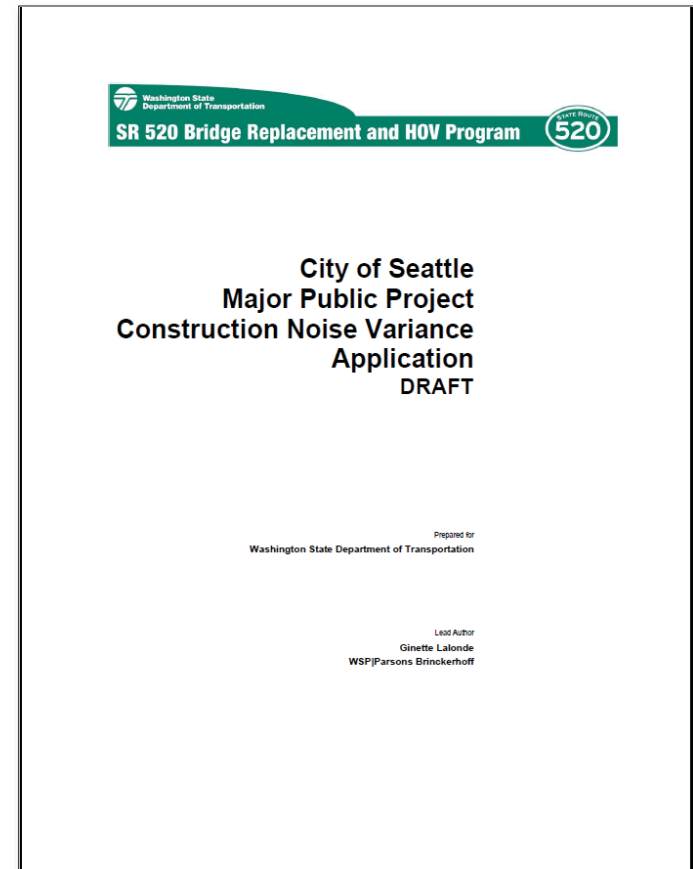 Washington State
Department of Transportation
SR 520 Bridge Replacement and HOV Program
STATE ROUTE
520
City of Seattle
Major Public Project
Construction Noise Variance
Application
DRAFT
Prepared for
Washington State Department of Transportation
Lead Author
Ginette Lalonde
WSP|Parsons Brinckerhoff